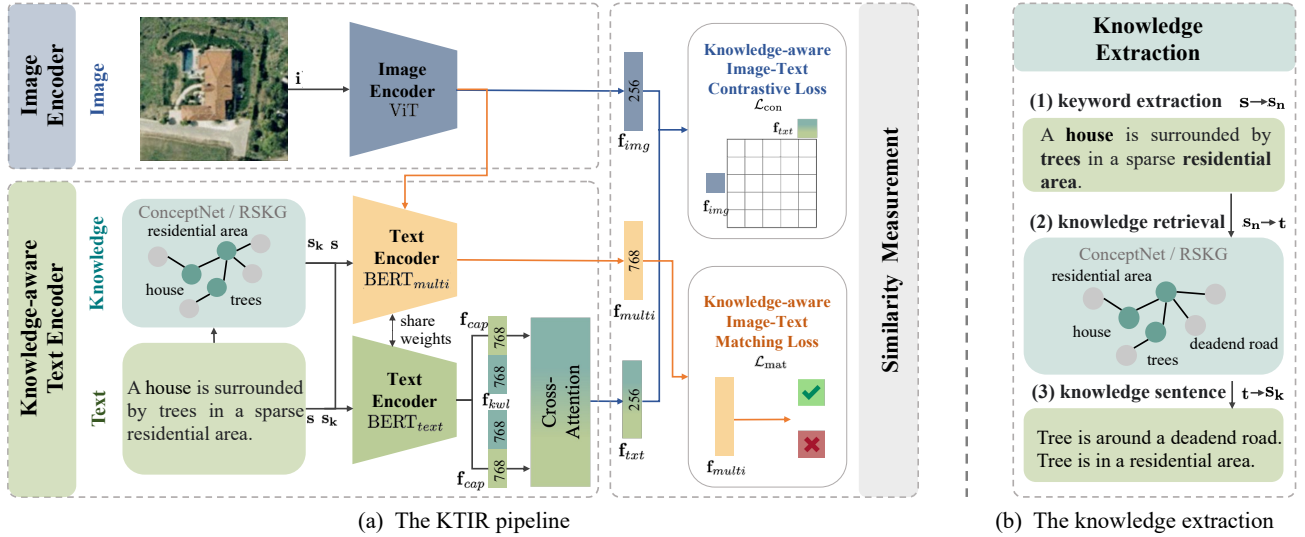 Image
Encoder
Image
i
Image
Encoder
ViT
256
f_img
Knowledge-aware
Image-Text
Contrastive Loss
L_con
f_txt
f_img
Knowledge-aware
Text Encoder
Knowledge
ConceptNet / RSKG
residential area
house
trees
s_k s
Text
Encoder
BERT_multi
768
f_multi
share
weights
Text
A house is surrounded
by trees in a sparse
residential area.
s s_k
Text
Encoder
BERT_text
f_cap
768
768
f_kwl
768
768
f_cap
Cross-
Attention
256
f_txt
Knowledge-aware
Image-Text
Matching Loss
L_mat
f_multi
Similarity Measurement
(a) The KTIR pipeline
Knowledge
Extraction
(1) keyword extraction s→s_n
A house is surrounded by
trees in a sparse residential
area.
(2) knowledge retrieval s_n→t
ConceptNet / RSKG
residential area
house
trees
deadend road
(3) knowledge sentence t→s_k
Tree is around a deadend road.
Tree is in a residential area.
(b) The knowledge extraction